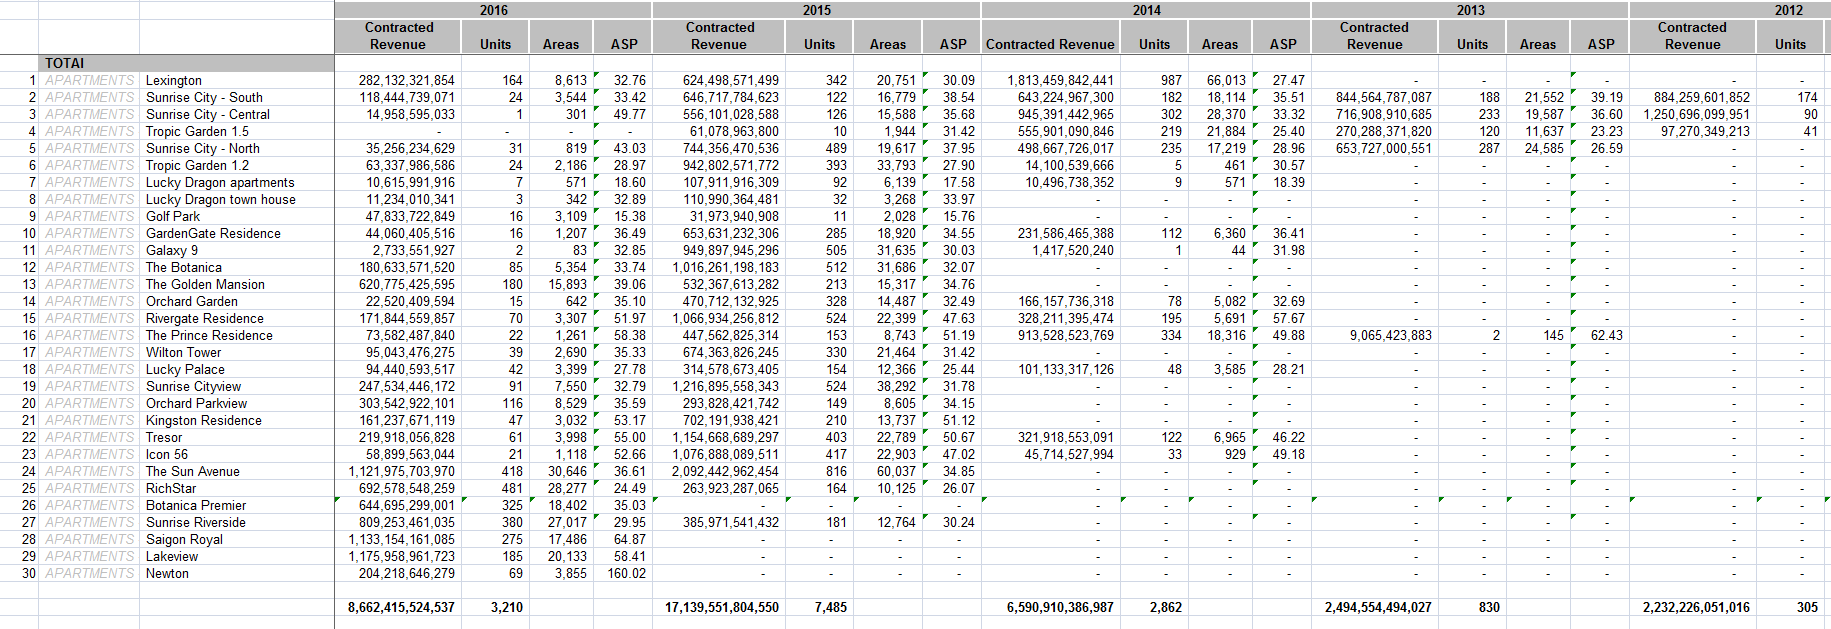 2016 2015 2014 2013 2012
Contracted Revenue Units Areas ASP Contracted Revenue Units Areas ASP Contracted Revenue Units Areas ASP Contracted Revenue Units Areas ASP Contracted Revenue Units
TOTAL
1 APARTMENTS Lexington 282,132,321,854 164 8,613 32.76 624,498,571,499 342 20,751 30.09 1,813,459,842,441 987 66,013 27.47 - - - - - -
2 APARTMENTS Sunrise City - South 118,444,739,071 24 3,544 33.42 646,717,784,623 122 16,779 38.54 643,224,967,300 182 18,114 35.51 844,564,787,087 188 21,552 39.19 884,259,601,852 174
3 APARTMENTS Sunrise City - Central 14,958,595,033 1 301 49.77 556,101,028,588 126 15,588 35.68 945,391,442,965 302 28,370 33.32 716,908,910,685 233 19,587 36.60 1,250,696,099,951 90
4 APARTMENTS Tropic Garden 1.5 - - - - 61,078,963,800 10 1,944 31.42 555,901,090,846 219 21,884 25.40 270,288,371,820 120 11,637 23.23 97,270,349,213 41
5 APARTMENTS Sunrise City - North 35,256,234,629 31 819 43.03 744,356,470,536 489 19,617 37.95 498,667,726,017 235 17,219 28.96 653,727,000,551 287 24,585 26.59 - -
6 APARTMENTS Tropic Garden 1.2 63,337,986,586 24 2,186 28.97 942,802,571,772 393 33,793 27.90 14,100,539,666 5 461 30.57 - - - - - -
7 APARTMENTS Lucky Dragon apartments 10,615,991,916 7 571 18.60 107,911,916,309 92 6,139 17.58 10,496,738,352 9 571 18.39 - - - - - -
8 APARTMENTS Lucky Dragon town house 11,234,010,341 3 342 32.89 110,990,364,481 32 3,268 33.97 - - - - - - - - - -
9 APARTMENTS Golf Park 47,833,722,849 16 3,109 15.38 31,973,940,908 11 2,028 15.76 - - - - - - - - - -
10 APARTMENTS GardenGate Residence 44,060,405,516 16 1,207 36.49 653,631,232,306 285 18,920 34.55 231,586,465,388 112 6,360 36.41 - - - - - -
11 APARTMENTS Galaxy 9 2,733,551,927 2 83 32.85 949,897,945,296 505 31,635 30.03 1,417,520,240 1 44 31.98 - - - - - -
12 APARTMENTS The Botanica 180,633,571,520 85 5,354 33.74 1,016,261,198,183 512 31,686 32.07 - - - - - - - - - -
13 APARTMENTS The Golden Mansion 620,775,425,595 180 15,893 39.06 532,367,613,282 213 15,317 34.76 - - - - - - - - - -
14 APARTMENTS Orchard Garden 22,520,409,594 15 642 35.10 470,712,132,925 328 14,487 32.49 166,157,736,318 78 5,082 32.69 - - - - - -
15 APARTMENTS Rivergate Residence 171,844,559,857 70 3,307 51.97 1,066,934,256,812 524 22,399 47.63 328,211,395,474 195 5,691 57.67 - - - - - -
16 APARTMENTS The Prince Residence 73,582,487,840 22 1,261 58.38 447,562,825,314 153 8,743 51.19 913,528,523,769 334 18,316 49.88 9,065,423,883 2 145 62.43 - -
17 APARTMENTS Wilton Tower 95,043,476,275 39 2,690 35.33 674,363,826,245 330 21,464 31.42 - - - - - - - - - -
18 APARTMENTS Lucky Palace 94,440,593,517 42 3,399 27.78 314,578,673,405 154 12,366 25.44 101,133,317,126 48 3,585 28.21 - - - - - -
19 APARTMENTS Sunrise Cityview 247,534,446,172 91 7,550 32.79 1,216,895,558,343 524 38,292 31.78 - - - - - - - - - -
20 APARTMENTS Orchard Parkview 303,542,922,101 116 8,529 35.59 293,828,421,742 149 8,605 34.15 - - - - - - - - - -
21 APARTMENTS Kingston Residence 161,237,671,119 47 3,032 53.17 702,191,938,421 210 13,737 51.12 - - - - - - - - - -
22 APARTMENTS Tresor 219,918,056,828 61 3,998 55.00 1,154,668,689,297 403 22,789 50.67 321,918,553,091 122 6,965 46.22 - - - - - -
23 APARTMENTS Icon 56 58,899,563,044 21 1,118 52.66 1,076,888,089,511 417 22,903 47.02 45,714,527,994 33 929 49.18 - - - - - -
24 APARTMENTS The Sun Avenue 1,121,975,703,970 418 30,646 36.61 2,092,442,962,454 816 60,037 34.85 - - - - - - - - - -
25 APARTMENTS RichStar 692,578,548,259 481 28,277 24.49 263,923,287,065 164 10,125 26.07 - - - - - - - - - -
26 APARTMENTS Botanica Premier 644,695,299,001 325 18,402 35.03 - - - - - - - - - - - - - -
27 APARTMENTS Sunrise Riverside 809,253,461,035 380 27,017 29.95 385,971,541,432 181 12,764 30.24 - - - - - - - - - -
28 APARTMENTS Saigon Royal 1,133,154,161,085 275 17,486 64.87 - - - - - - - - - - - - - -
29 APARTMENTS Lakeview 1,175,958,961,723 185 20,133 58.41 - - - - - - - - - - - - - -
30 APARTMENTS Newton 204,218,646,279 69 3,855 160.02 - - - - - - - - - - - - - -
8,662,415,524,537 3,210 17,139,551,804,550 7,485 6,590,910,386,987 2,862 2,494,554,494,027 830 2,232,226,051,016 305